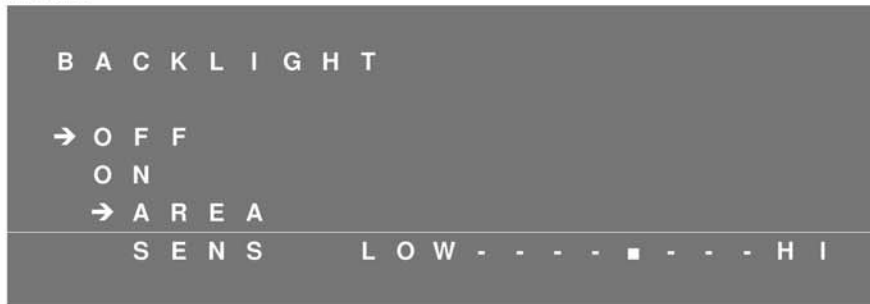 BACKLIGHT
→ OFF
ON
→ AREA
SENS LOW - - - - ■ - - - HI